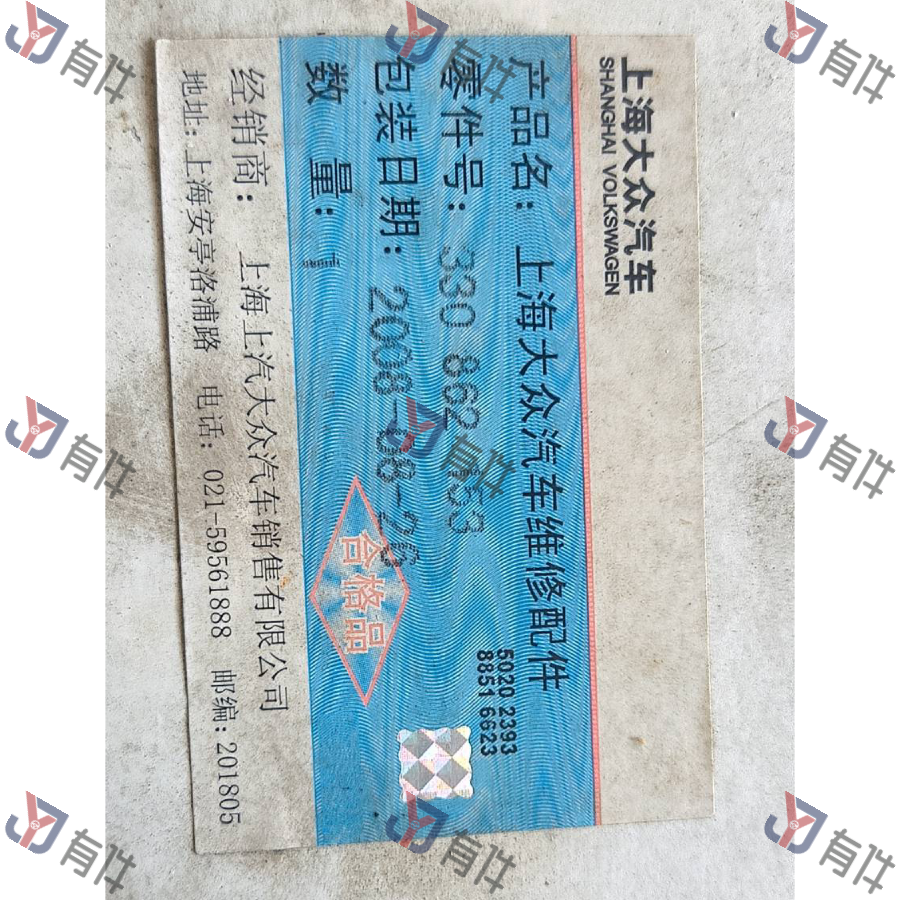 上海大众汽车
SHANGHAI VOLKSWAGEN
产品名：上海大众汽车维修配件
零件号：330 862 153
包装日期：2008-08-26
数量：1
合格品
5020 2393
8851 6623
经销商：上海上汽大众汽车销售有限公司
地址：上海安亭洛浦路 电话：021-59561888 邮编：201805
有件